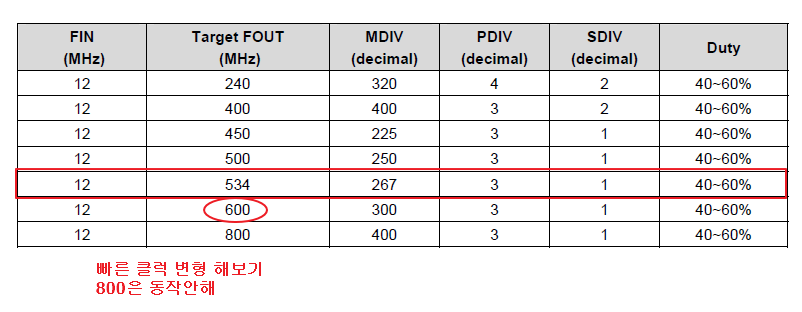 FIN Target FOUT MDIV PDIV SDIV Duty
(MHz) (MHz) (decimal) (decimal) (decimal)
12 240 320 4 2 40~60%
12 400 400 3 2 40~60%
12 450 225 3 1 40~60%
12 500 250 3 1 40~60%
12 534 267 3 1 40~60%
12 600 300 3 1 40~60%
12 800 400 3 1 40~60%
빠른 클럭 변형 해보기
800은 동작안해